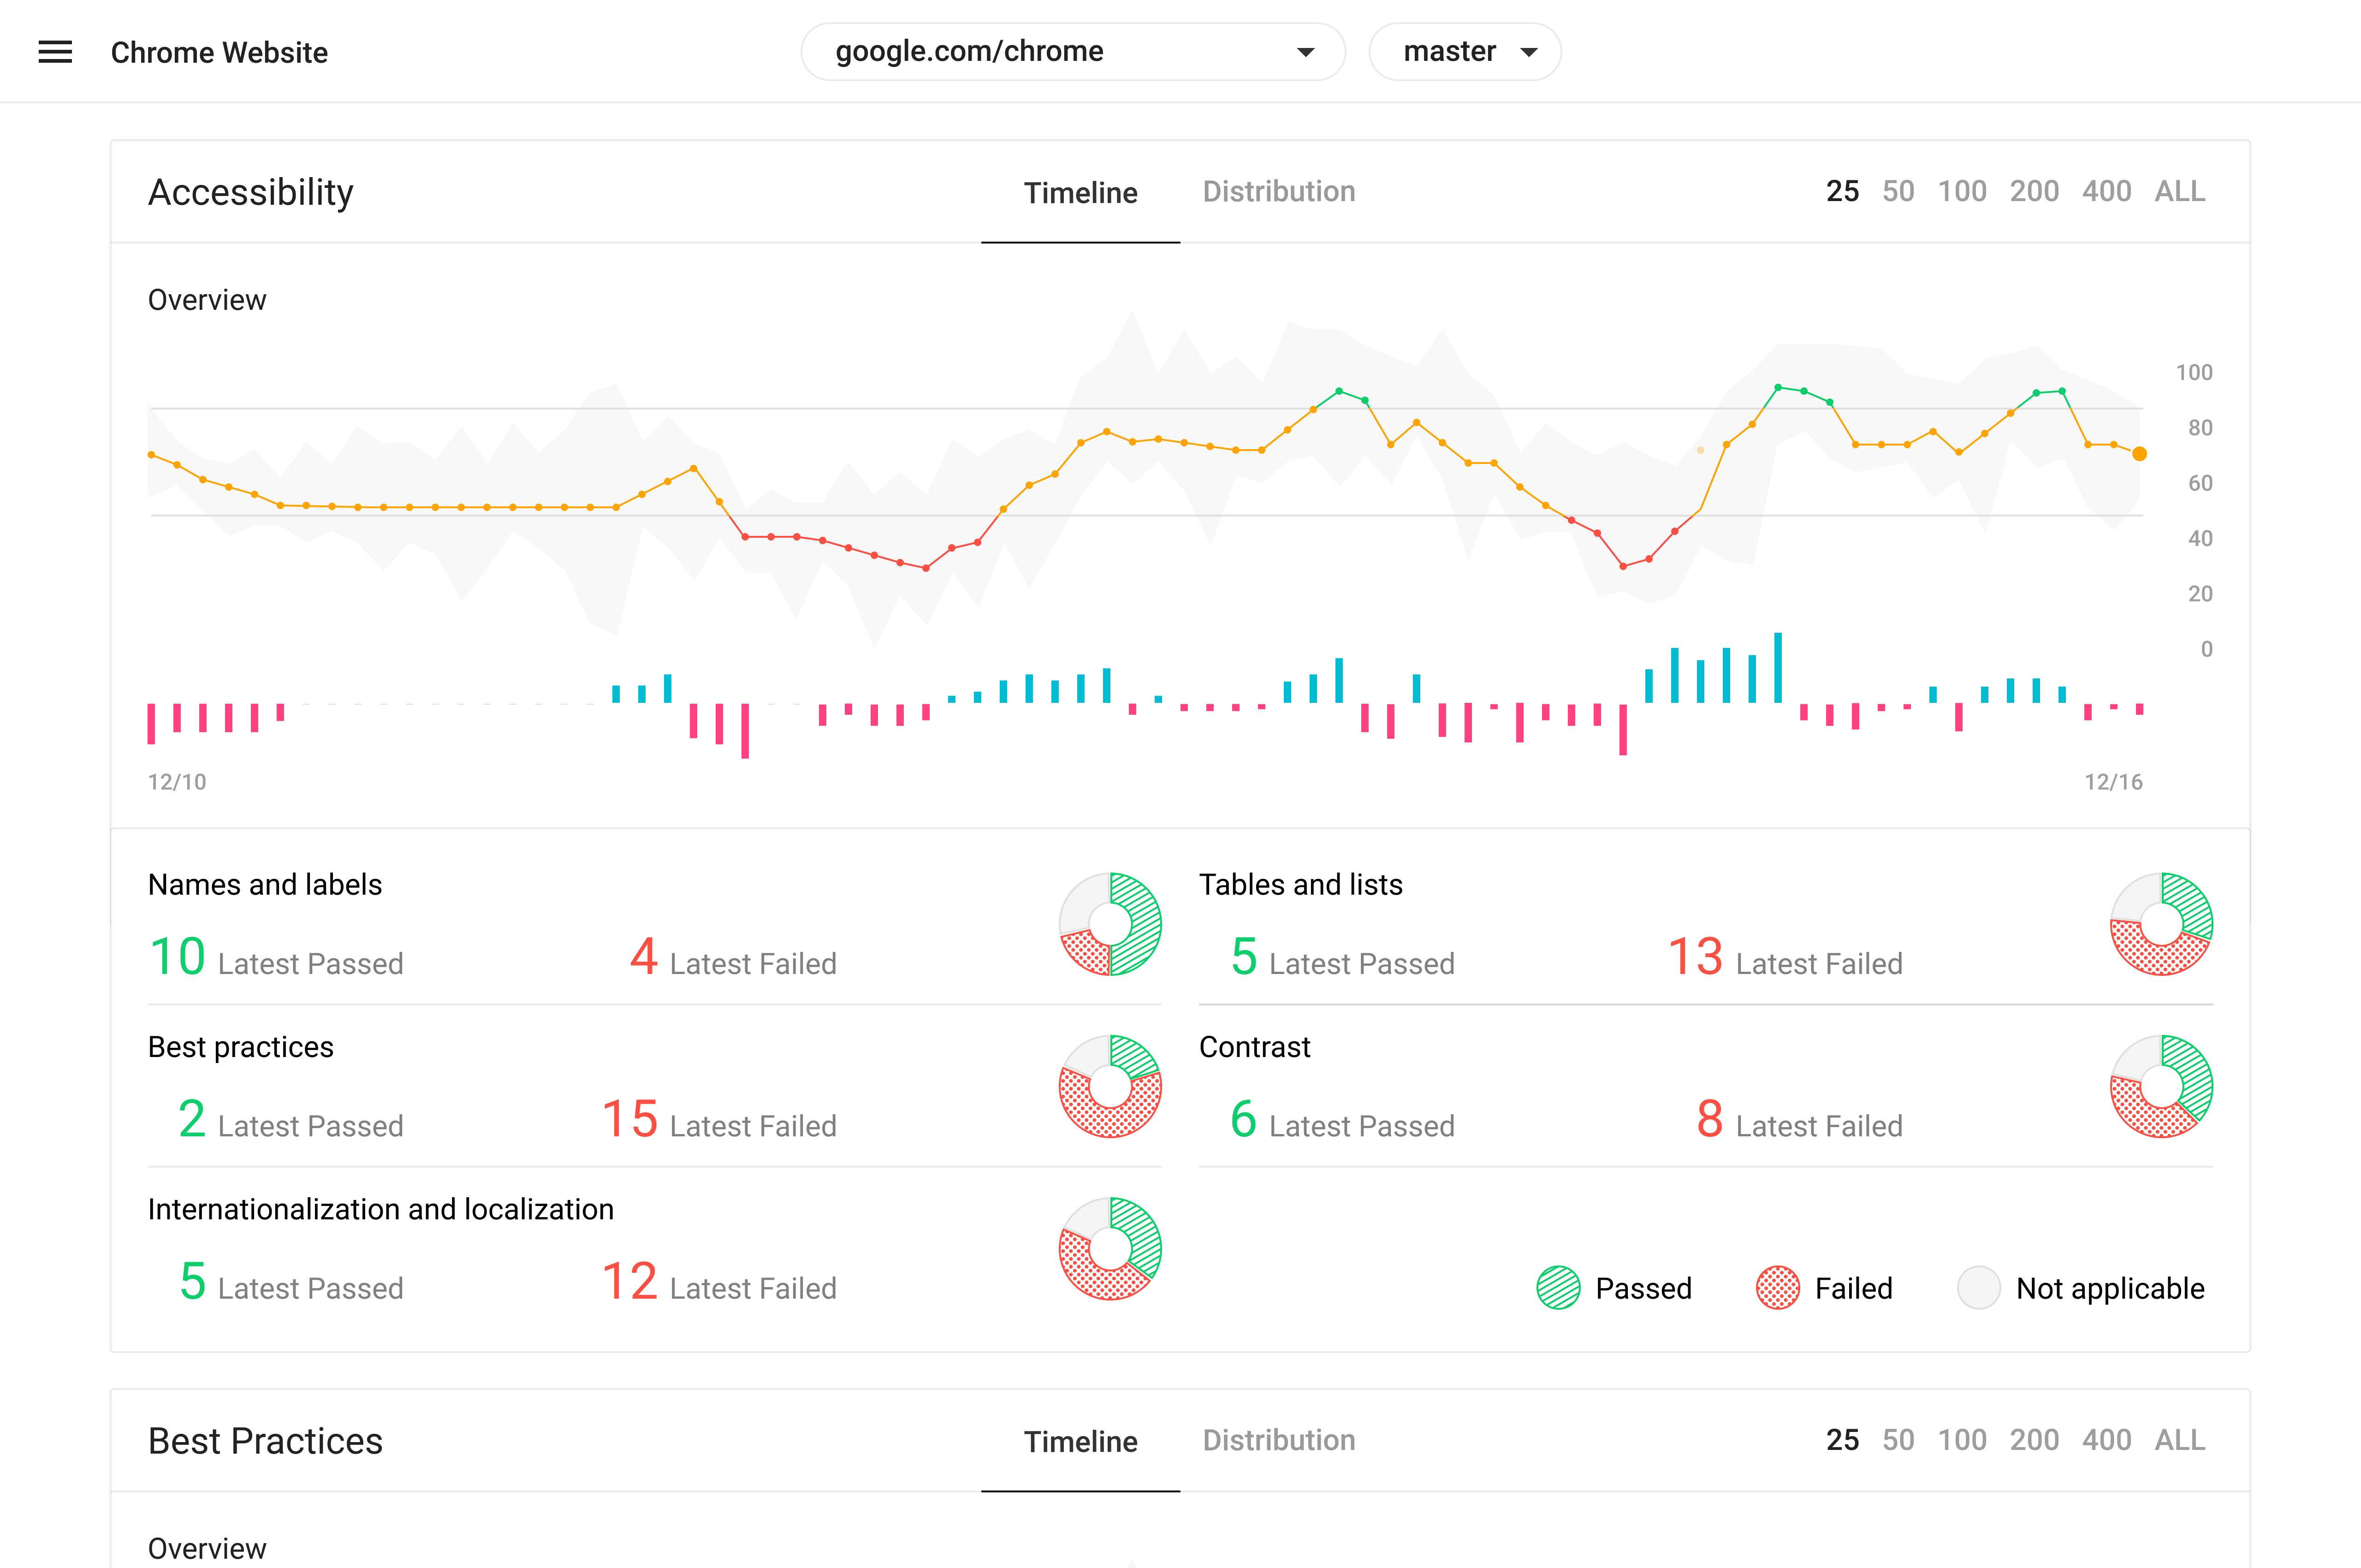 Chrome Website
google.com/chrome
master
Accessibility
Timeline
Distribution
25 50 100 200 400 ALL
Overview
100
80
60
40
20
0
12/10
12/16
Names and labels
10 Latest Passed
4 Latest Failed
Tables and lists
5 Latest Passed
13 Latest Failed
Best practices
2 Latest Passed
15 Latest Failed
Contrast
6 Latest Passed
8 Latest Failed
Internationalization and localization
5 Latest Passed
12 Latest Failed
Passed
Failed
Not applicable
Best Practices
Timeline
Distribution
25 50 100 200 400 ALL
Overview